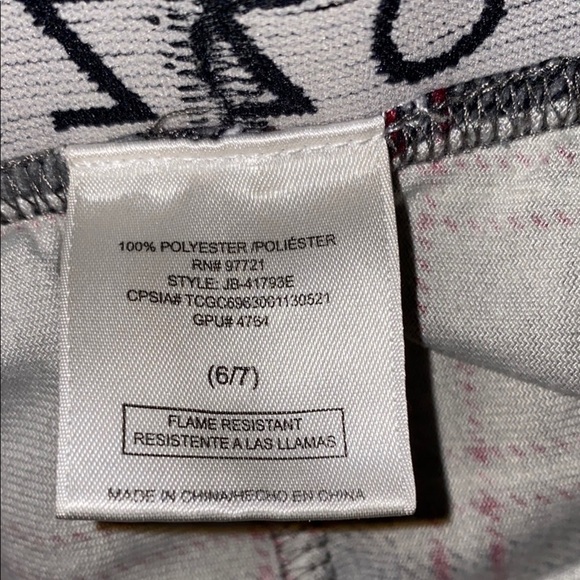 100% POLYESTER /POLIÉSTER
RN# 97721
STYLE: JB-41793E
CPSIA# TCGC6963001130521
GPU# 4764
(6/7)
FLAME RESISTANT
RESISTENTE A LAS LLAMAS
MADE IN CHINA/HECHO EN CHINA